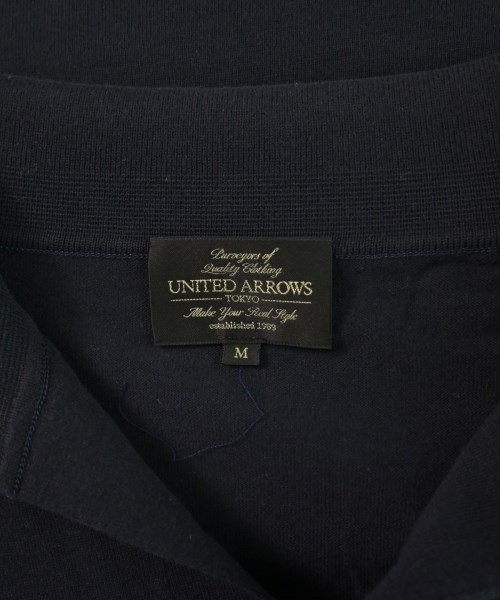 Purveyors of
Quality Clothing
UNITED ARROWS
TOKYO
Make Your Real Style
established 1989
M